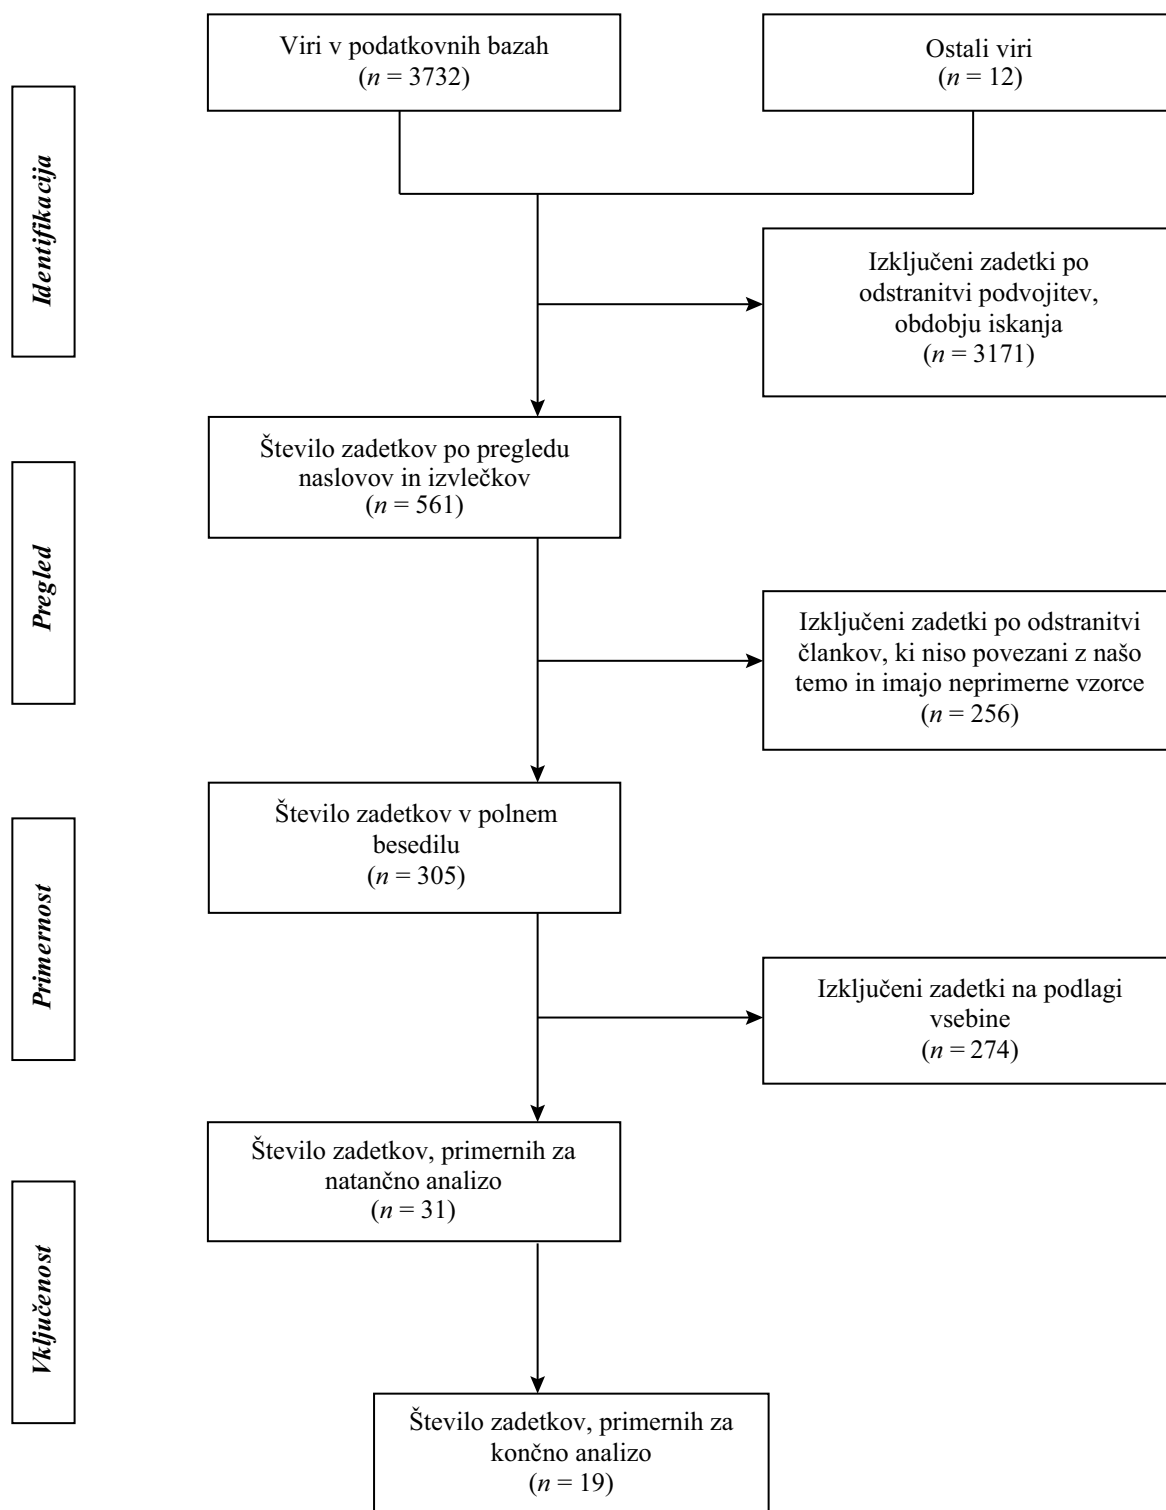 Viri v podatkovnih bazah
(n = 3732)
Ostali viri
(n = 12)
Identifikacija
Izključeni zadetki po
odstranitvi podvojitev,
obdobju iskanja
(n = 3171)
Število zadetkov po pregledu
naslovov in izvlečkov
(n = 561)
Pregled
Izključeni zadetki po odstranitvi
člankov, ki niso povezani z našo
temo in imajo neprimerne vzorce
(n = 256)
Število zadetkov v polnem
besedilu
(n = 305)
Primernost
Izključeni zadetki na podlagi
vsebine
(n = 274)
Število zadetkov, primernih za
natančno analizo
(n = 31)
Vključenost
Število zadetkov, primernih za
končno analizo
(n = 19)